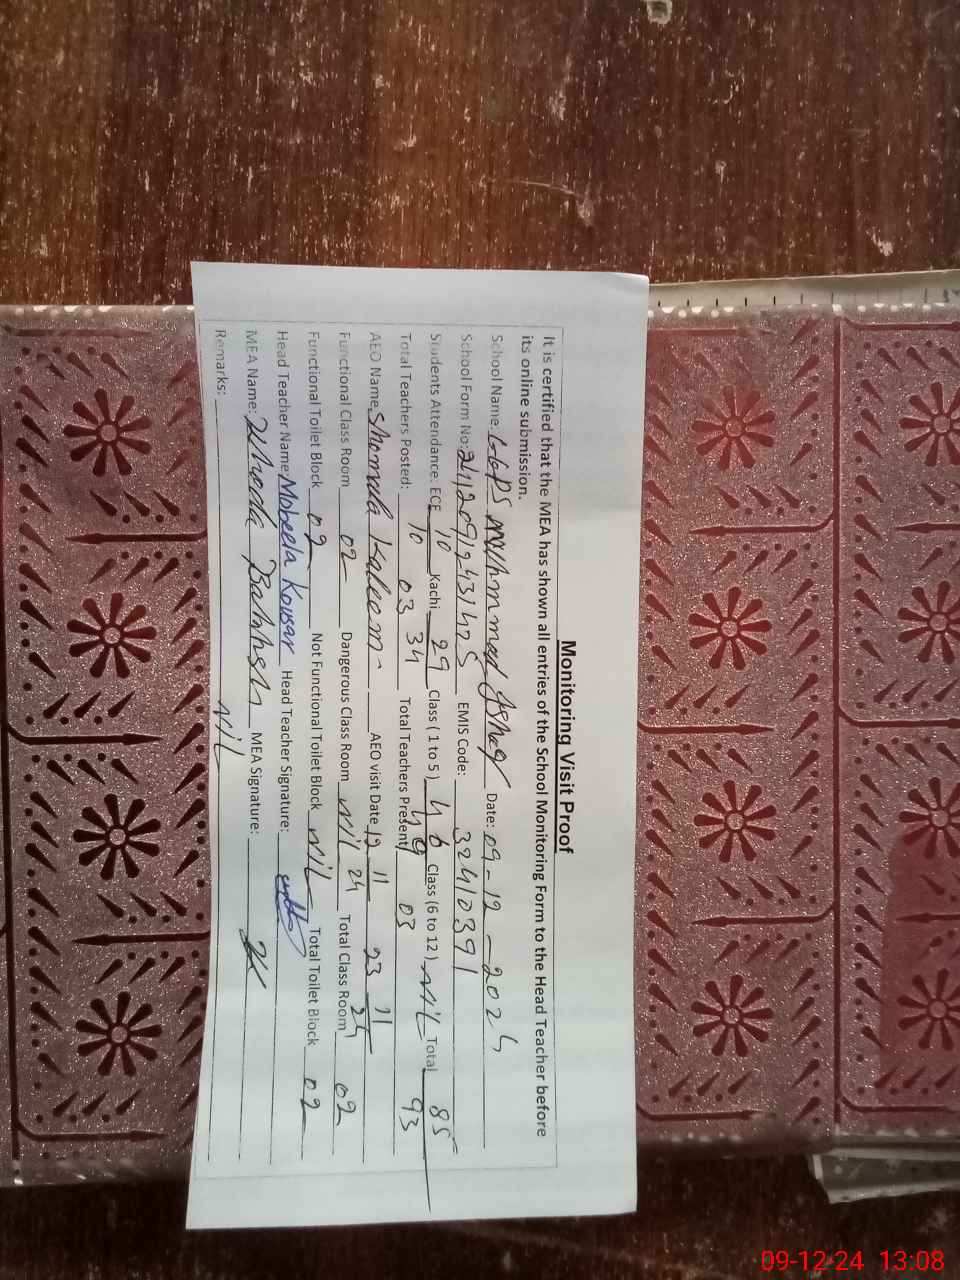 Monitoring Visit Proof
It is certified that the MEA has shown all entries of the School Monitoring Form to the Head Teacher before
its online submission.
School Name: GGPS Muhmmed Date: 09-12-2024
School Form No: EMIS Code: 32410391
Students Attendance: ECE 10 Kachi 29 Class (1 to 5) 46 Class (6 to 12) NIL Total 85
10 34 49 93
Total Teachers Posted: 03 Total Teachers Present 03
AEO Name: Shomila Kaleem AEO visit Date 12 11 24 23 11 24
Functional Class Room 02 Dangerous Class Room NIL Total Class Room 02
Functional Toilet Block 02 Not Functional Toilet Block NIL Total Toilet Block 02
Head Teacher Name: Mobeela Kousar Head Teacher Signature:
MEA Name: Khuda Bakhsh MEA Signature:
Remarks: NIL
09-12-24 13:08